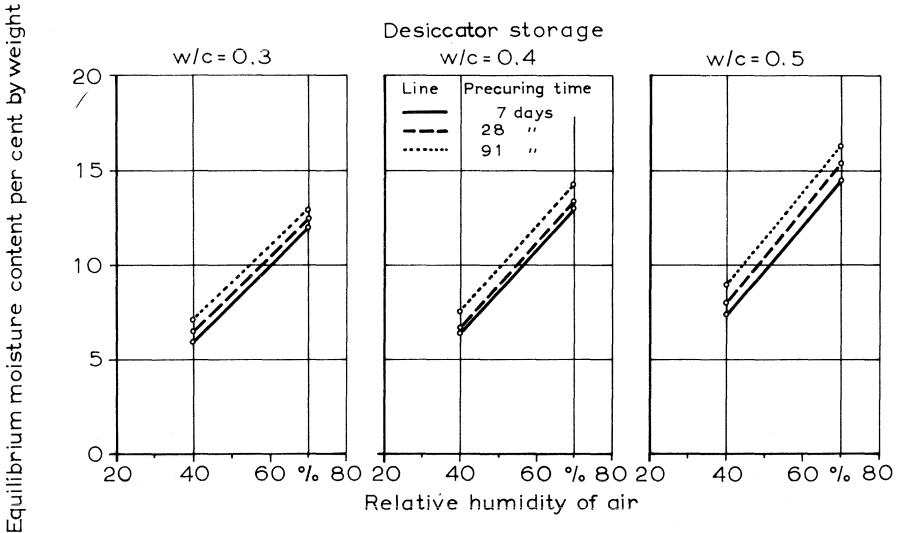 Desiccator storage
w/c=0.3
w/c=0.4
w/c=0.5
Equilibrium moisture content per cent by weight
20
15
10
5
0
Line Precuring time
7 days
28 "
91 "
20 40 60 % 80
20 40 60 % 80
20 40 60 % 80
Relative humidity of air